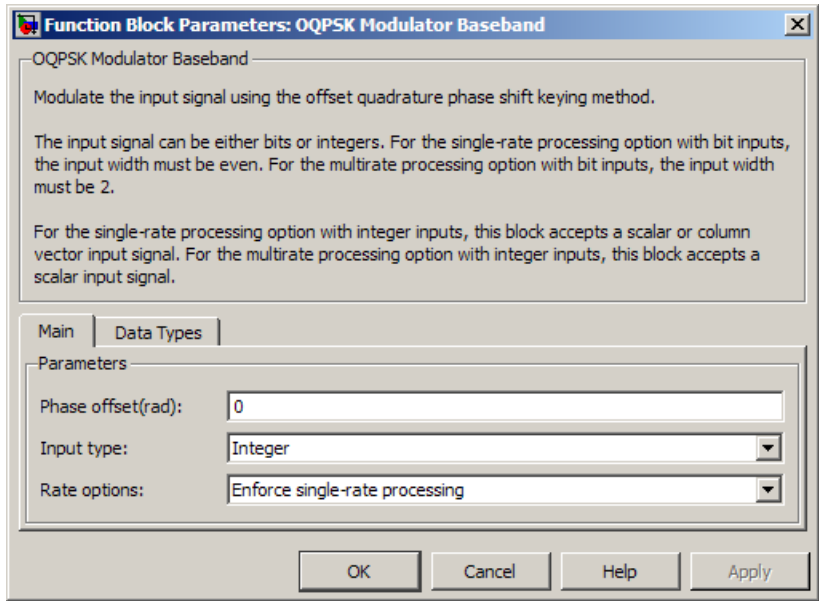 Function Block Parameters: OQPSK Modulator Baseband
OQPSK Modulator Baseband
Modulate the input signal using the offset quadrature phase shift keying method.
The input signal can be either bits or integers. For the single-rate processing option with bit inputs,
the input width must be even. For the multirate processing option with bit inputs, the input width
must be 2.
For the single-rate processing option with integer inputs, this block accepts a scalar or column
vector input signal. For the multirate processing option with integer inputs, this block accepts a
scalar input signal.
Main Data Types
Parameters
Phase offset(rad): 0
Input type: Integer
Rate options: Enforce single-rate processing
OK Cancel Help Apply